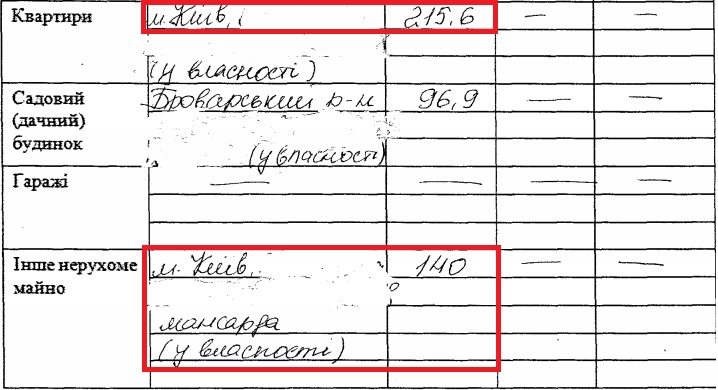 Квартири м.Київ, 215,6 — —
(у власності)
Садовий Броварський р-н 96,9 — —
(дачний)
будинок
(у власності)
Гаражі — — — —
Інше нерухоме м. Київ, 140 — —
майно
мансарда
(у власності)